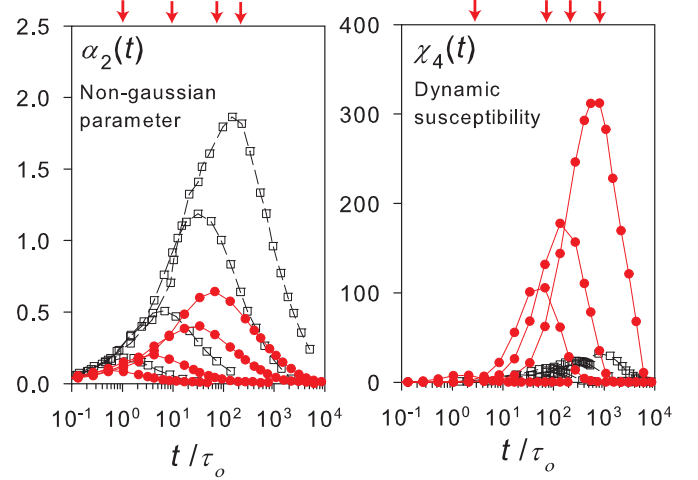 2.5
α₂(t)
Non-gaussian
parameter
2.0
1.5
1.0
0.5
0.0
10⁻¹ 10⁰ 10¹ 10² 10³ 10⁴
t / τₒ
χ₄(t)
Dynamic
susceptibility
400
300
200
100
0
10⁻¹ 10⁰ 10¹ 10² 10³ 10⁴
t / τₒ